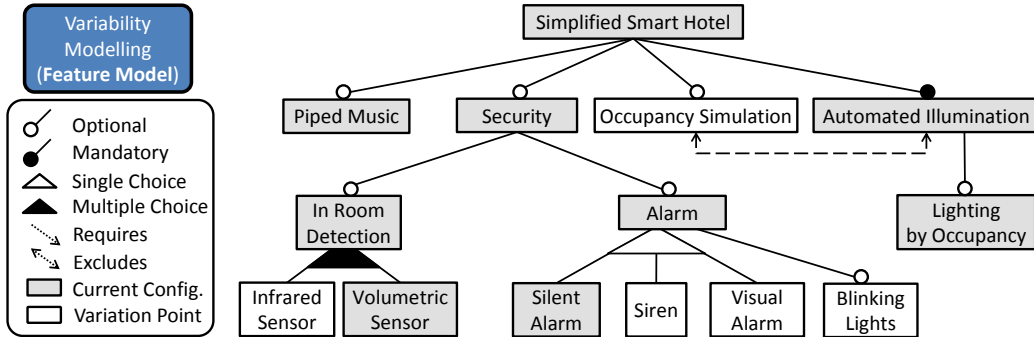 Variability
Modelling
(Feature Model)
Optional
Mandatory
Single Choice
Multiple Choice
Requires
Excludes
Current Config.
Variation Point
Simplified Smart Hotel
Piped Music
Security
Occupancy Simulation
Automated Illumination
In Room
Detection
Alarm
Lighting
by Occupancy
Infrared
Sensor
Volumetric
Sensor
Silent
Alarm
Siren
Visual
Alarm
Blinking
Lights